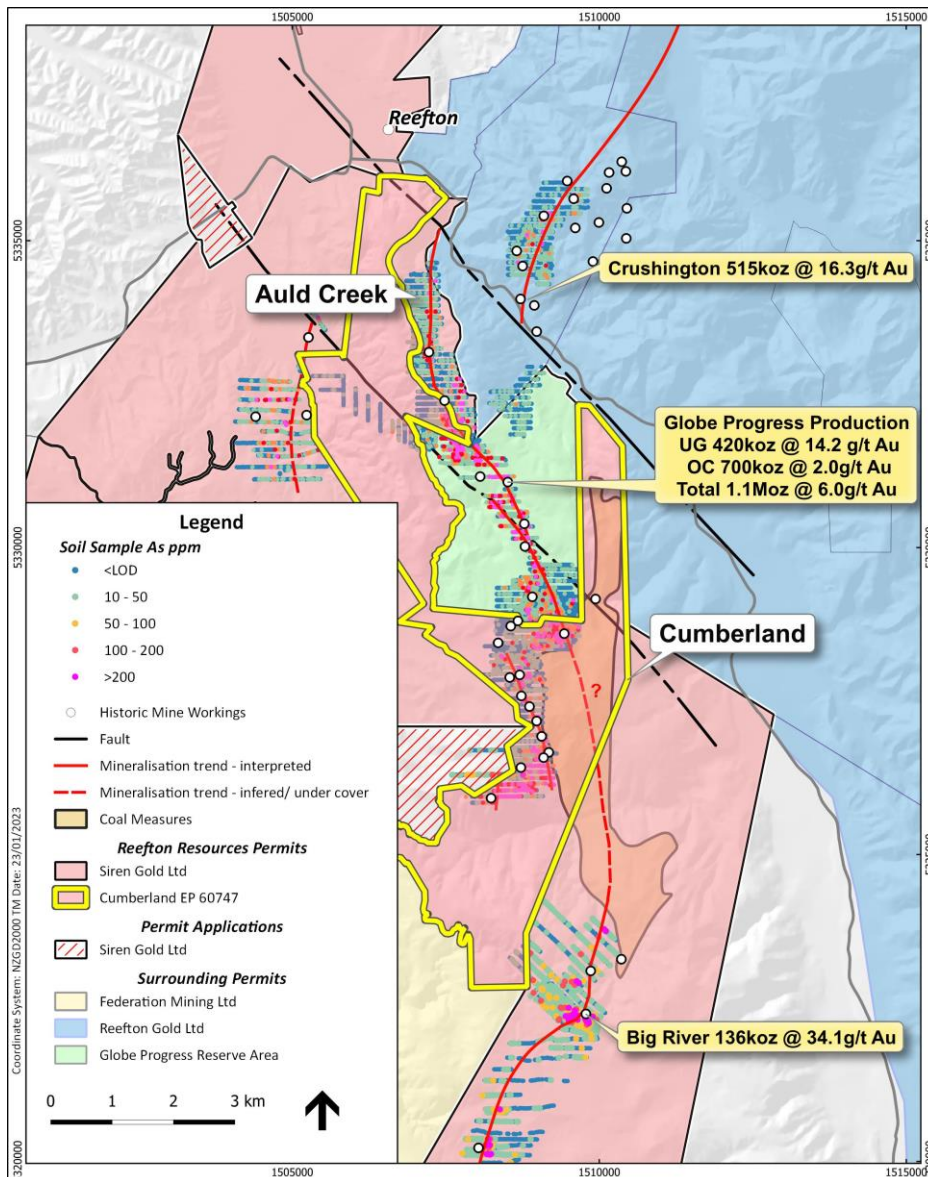 1505000
1510000
1515000
Reefton
5335000
5335000
Crushington 515koz @ 16.3g/t Au
Auld Creek
Globe Progress Production
UG 420koz @ 14.2 g/t Au
OC 700koz @ 2.0g/t Au
Total 1.1Moz @ 6.0g/t Au
5330000
Cumberland
?
Legend
Soil Sample As ppm
<LOD
10 - 50
50 - 100
100 - 200
>200
Historic Mine Workings
Fault
Mineralisation trend - interpreted
Mineralisation trend - infered/ under cover
Coal Measures
Reefton Resources Permits
Siren Gold Ltd
Cumberland EP 60747
Permit Applications
Siren Gold Ltd
Surrounding Permits
Federation Mining Ltd
Reefton Gold Ltd
Globe Progress Reserve Area
0 1 2 3 km
Coordinate System: NZGD2000 TM Date: 23/01/2023
Big River 136koz @ 34.1g/t Au
1505000
1510000
1515000